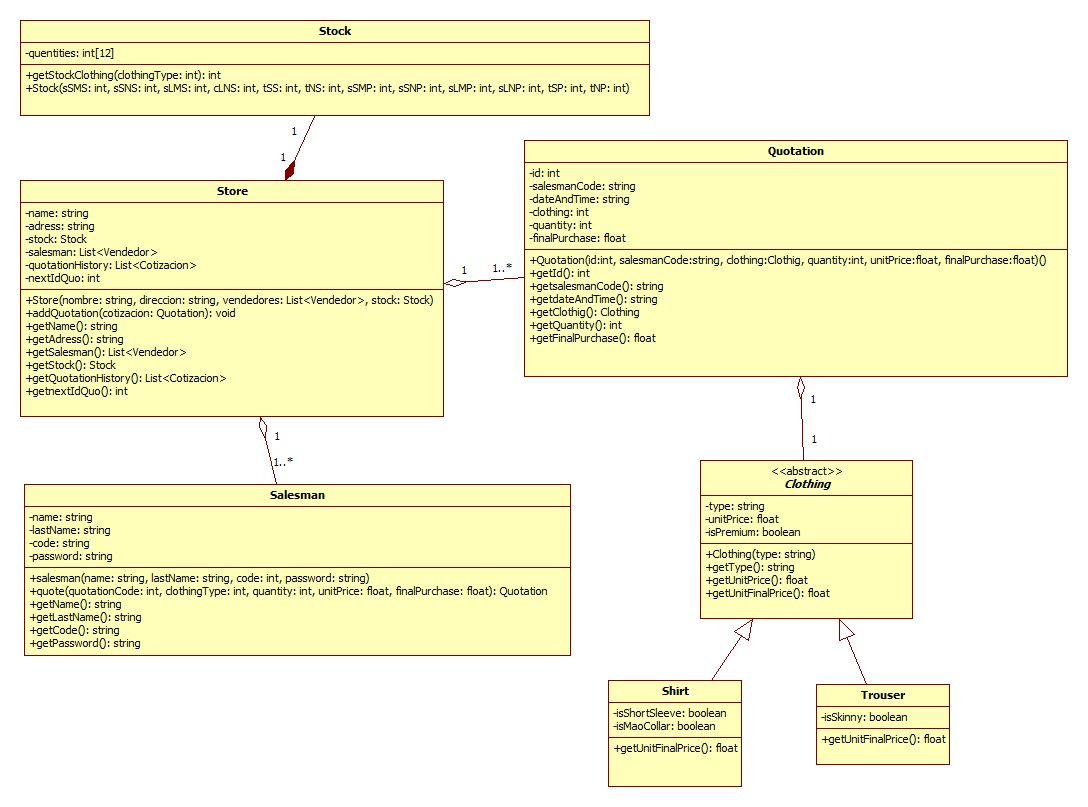 Stock
-quentities: int[12]
+getStockClothing(clothingType: int): int
+Stock(sSMS: int, sSNS: int, sLMS: int, cLNS: int, tSS: int, tNS: int, sSMP: int, sSNP: int, sLMP: int, sLNP: int, tSP: int, tNP: int)
1
1
Store
-name: string
-adress: string
-stock: Stock
-salesman: List<Vendedor>
-quotationHistory: List<Cotizacion>
-nextIdQuo: int
+Store(nombre: string, direccion: string, vendedores: List<Vendedor>, stock: Stock)
+addQuotation(cotizacion: Quotation): void
+getName(): string
+getAdress(): string
+getSalesman(): List<Vendedor>
+getStock(): Stock
+getQuotationHistory(): List<Cotizacion>
+getnextIdQuo(): int
1
1..*
Quotation
-id: int
-salesmanCode: string
-dateAndTime: string
-clothing: int
-quantity: int
-finalPurchase: float
+Quotation(id:int, salesmanCode:string, clothing:Clothig, quantity:int, unitPrice:float, finalPurchase:float)()
+getId(): int
+getsalesmanCode(): string
+getdateAndTime(): string
+getClothig(): Clothing
+getQuantity(): int
+getFinalPurchase(): float
1
1
1
1..*
Salesman
-name: string
-lastName: string
-code: string
-password: string
+salesman(name: string, lastName: string, code: int, password: string)
+quote(quotationCode: int, clothingType: int, quantity: int, unitPrice: float, finalPurchase: float): Quotation
+getName(): string
+getLastName(): string
+getCode(): string
+getPassword(): string
<<abstract>>
Clothing
-type: string
-unitPrice: float
-isPremium: boolean
+Clothing(type: string)
+getType(): string
+getUnitPrice(): float
+getUnitFinalPrice(): float
Shirt
-isShortSleeve: boolean
-isMaoCollar: boolean
+getUnitFinalPrice(): float
Trouser
-isSkinny: boolean
+getUnitFinalPrice(): float